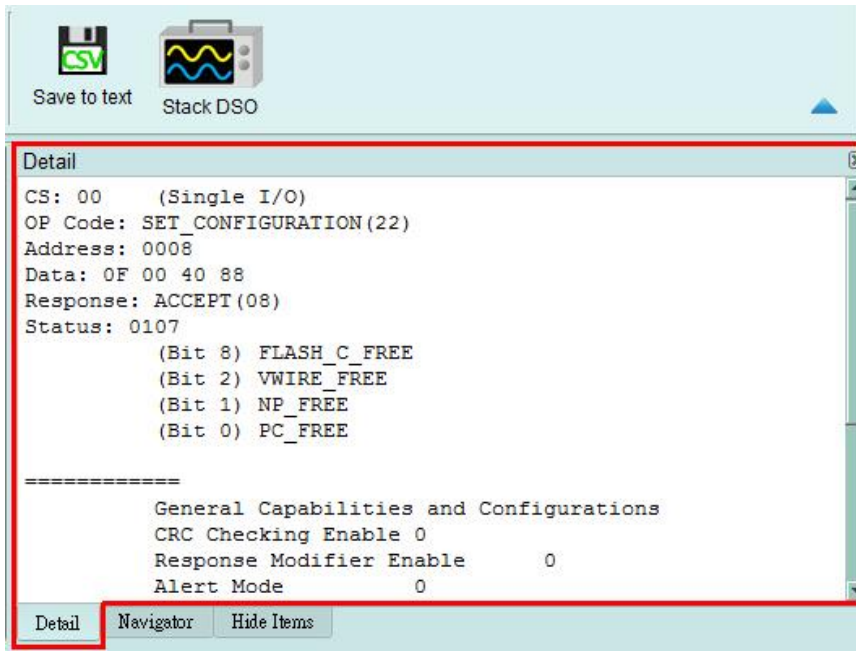 CSV
Save to text
Stack DSO
Detail
CS: 00 (Single I/O)
OP Code: SET_CONFIGURATION(22)
Address: 0008
Data: 0F 00 40 88
Response: ACCEPT(08)
Status: 0107
(Bit 8) FLASH_C_FREE
(Bit 2) VWIRE_FREE
(Bit 1) NP_FREE
(Bit 0) PC_FREE
============
General Capabilities and Configurations
CRC Checking Enable 0
Response Modifier Enable 0
Alert Mode 0
Detail Navigator Hide Items